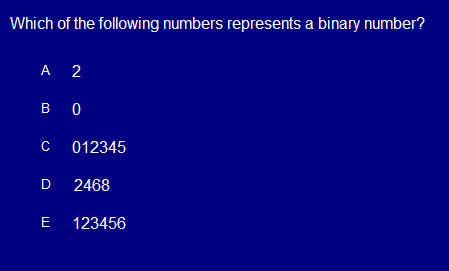 Which of the following numbers represents a binary number?
A 2
B 0
C 012345
D 2468
E 123456